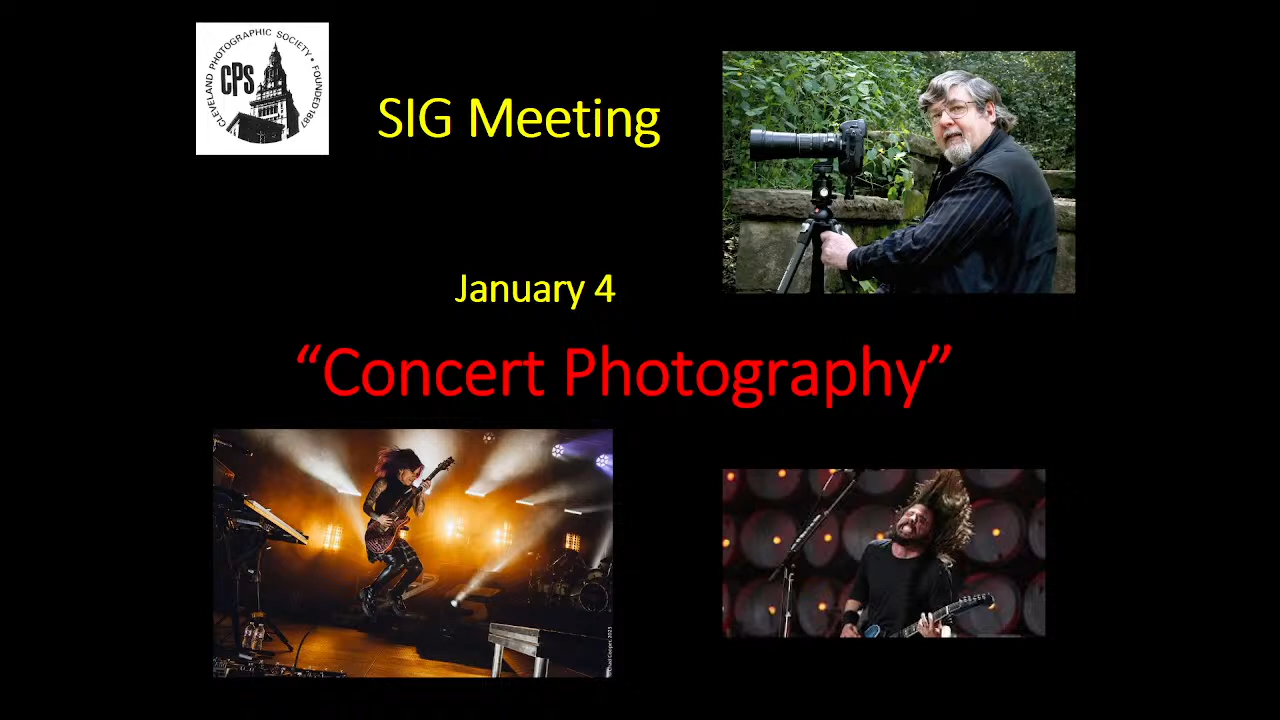 CLEVELAND PHOTOGRAPHIC SOCIETY • FOUNDED 1887
CPS
SIG Meeting
January 4
“Concert Photography”